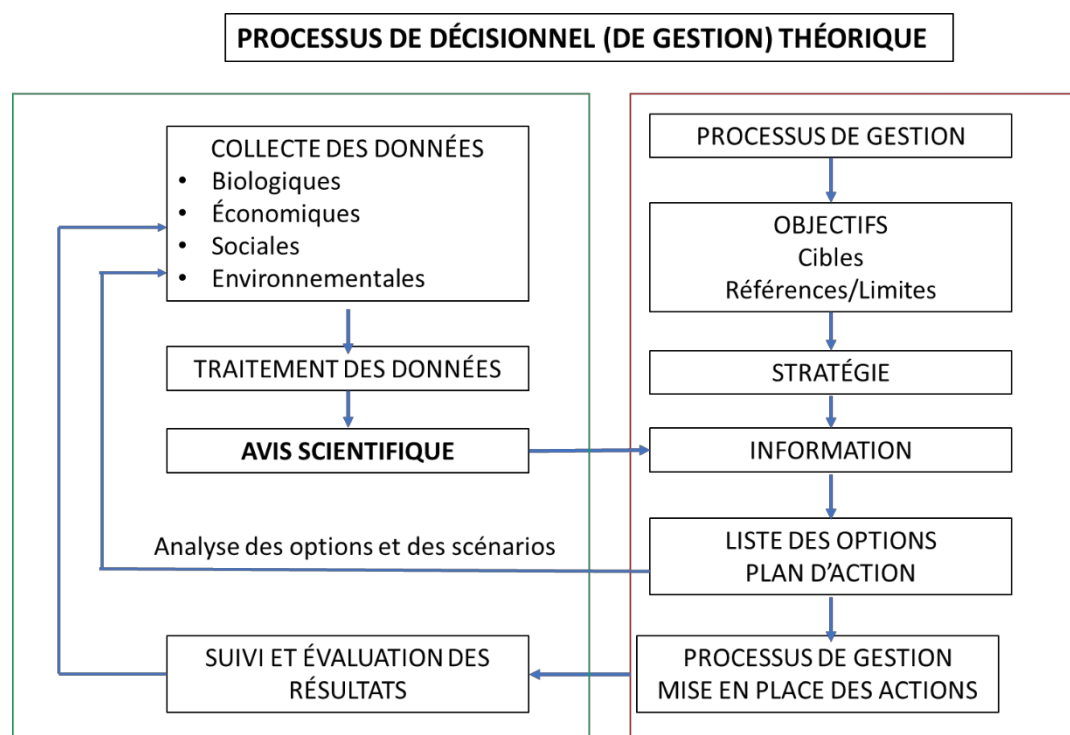 PROCESSUS DE DÉCISIONNEL (DE GESTION) THÉORIQUE
COLLECTE DES DONNÉES
• Biologiques
• Économiques
• Sociales
• Environnementales
TRAITEMENT DES DONNÉES
AVIS SCIENTIFIQUE
Analyse des options et des scénarios
SUIVI ET ÉVALUATION DES
RÉSULTATS
PROCESSUS DE GESTION
OBJECTIFS
Cibles
Références/Limites
STRATÉGIE
INFORMATION
LISTE DES OPTIONS
PLAN D’ACTION
PROCESSUS DE GESTION
MISE EN PLACE DES ACTIONS